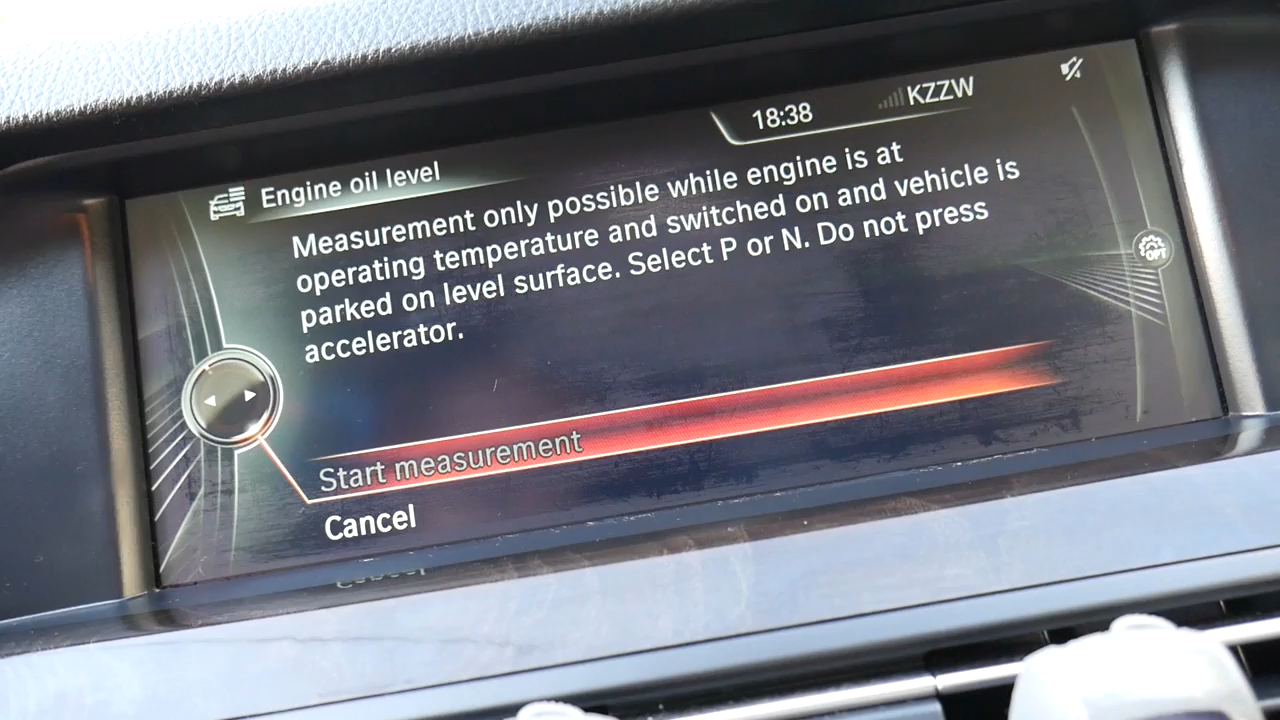 18:38
KZZW
Engine oil level
Measurement only possible while engine is at
operating temperature and switched on and vehicle is
parked on level surface. Select P or N. Do not press
accelerator.
OPT
Start measurement
Cancel